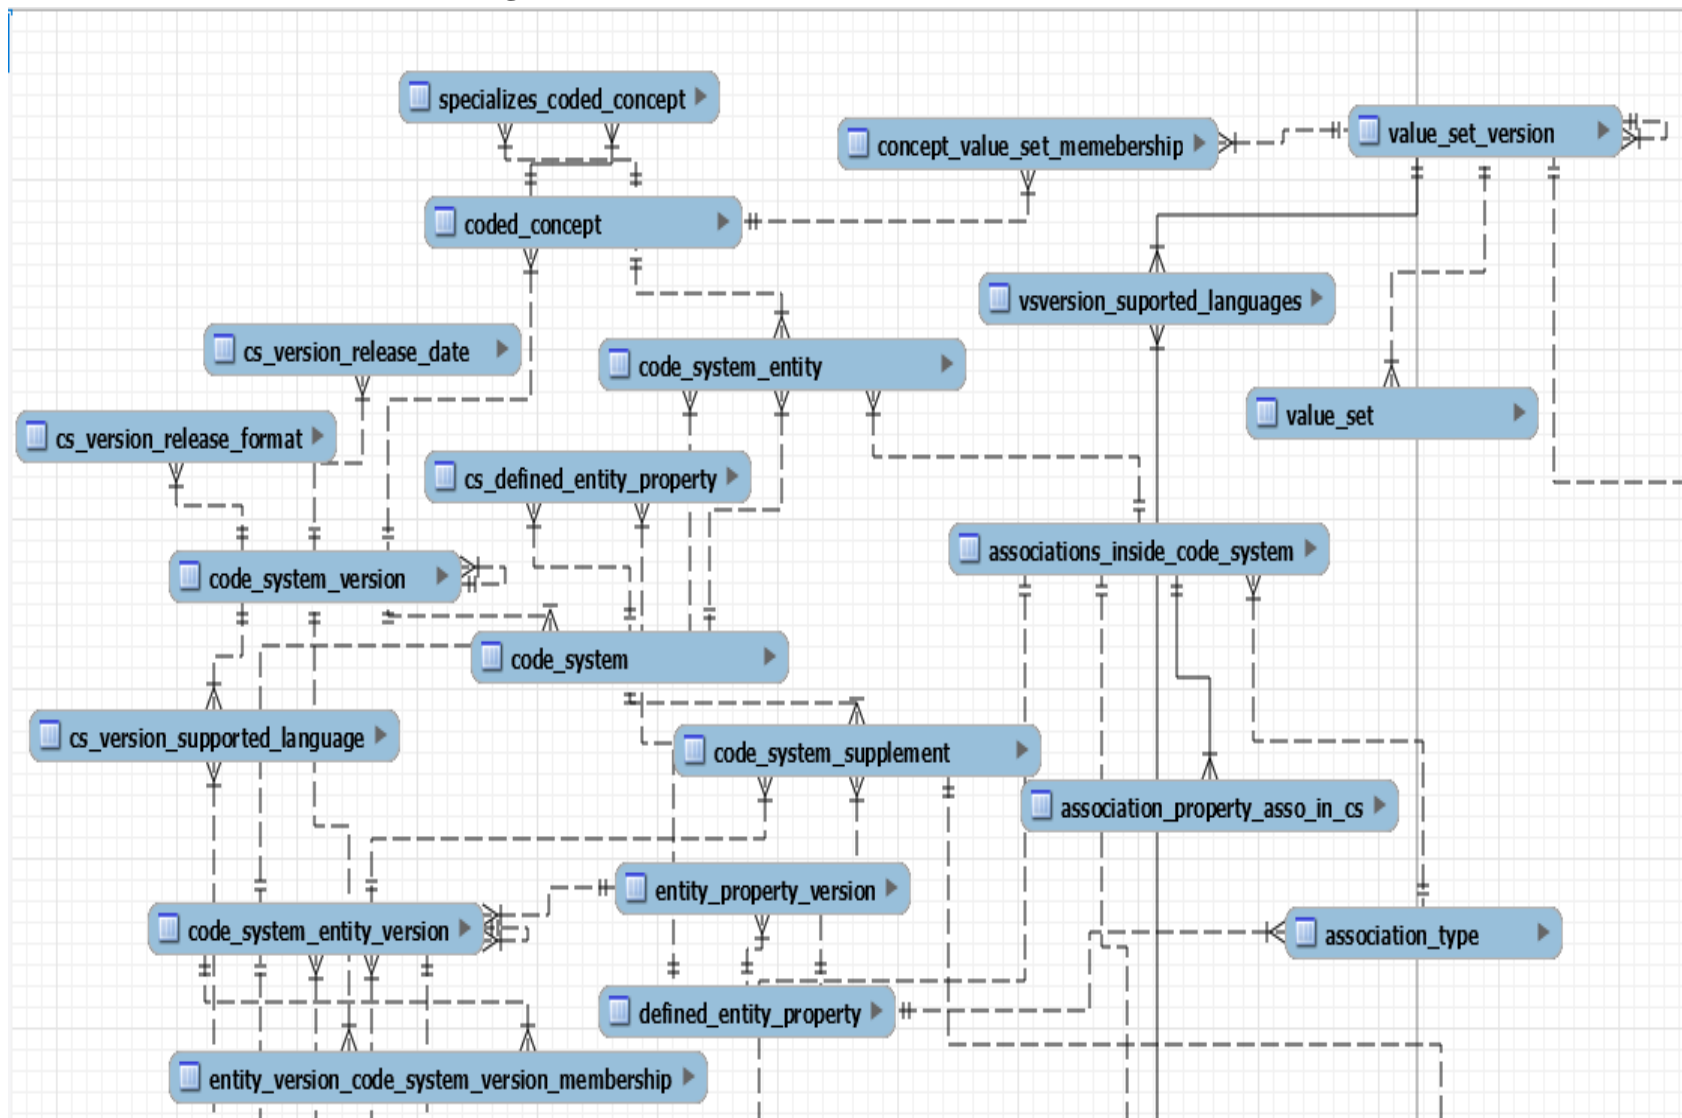 specializes_coded_concept
concept_value_set_memebership
value_set_version
coded_concept
vsversion_suported_languages
cs_version_release_date
code_system_entity
value_set
cs_version_release_format
cs_defined_entity_property
associations_inside_code_system
code_system_version
code_system
cs_version_supported_language
code_system_supplement
association_property_asso_in_cs
entity_property_version
code_system_entity_version
association_type
defined_entity_property
entity_version_code_system_version_membership